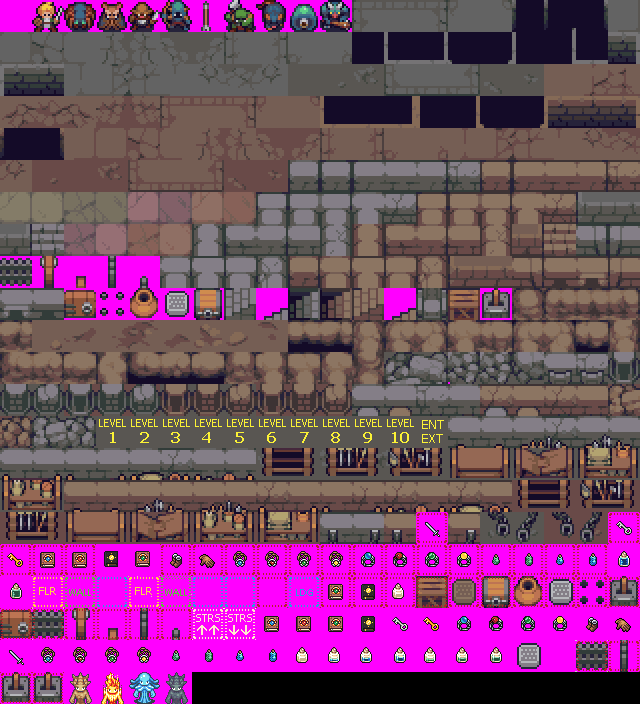 LEVEL LEVEL LEVEL LEVEL LEVEL LEVEL LEVEL LEVEL LEVEL LEVEL ENT
1 2 3 4 5 6 7 8 9 10 EXT
FLR WALL FLR WALL
STRS STRS